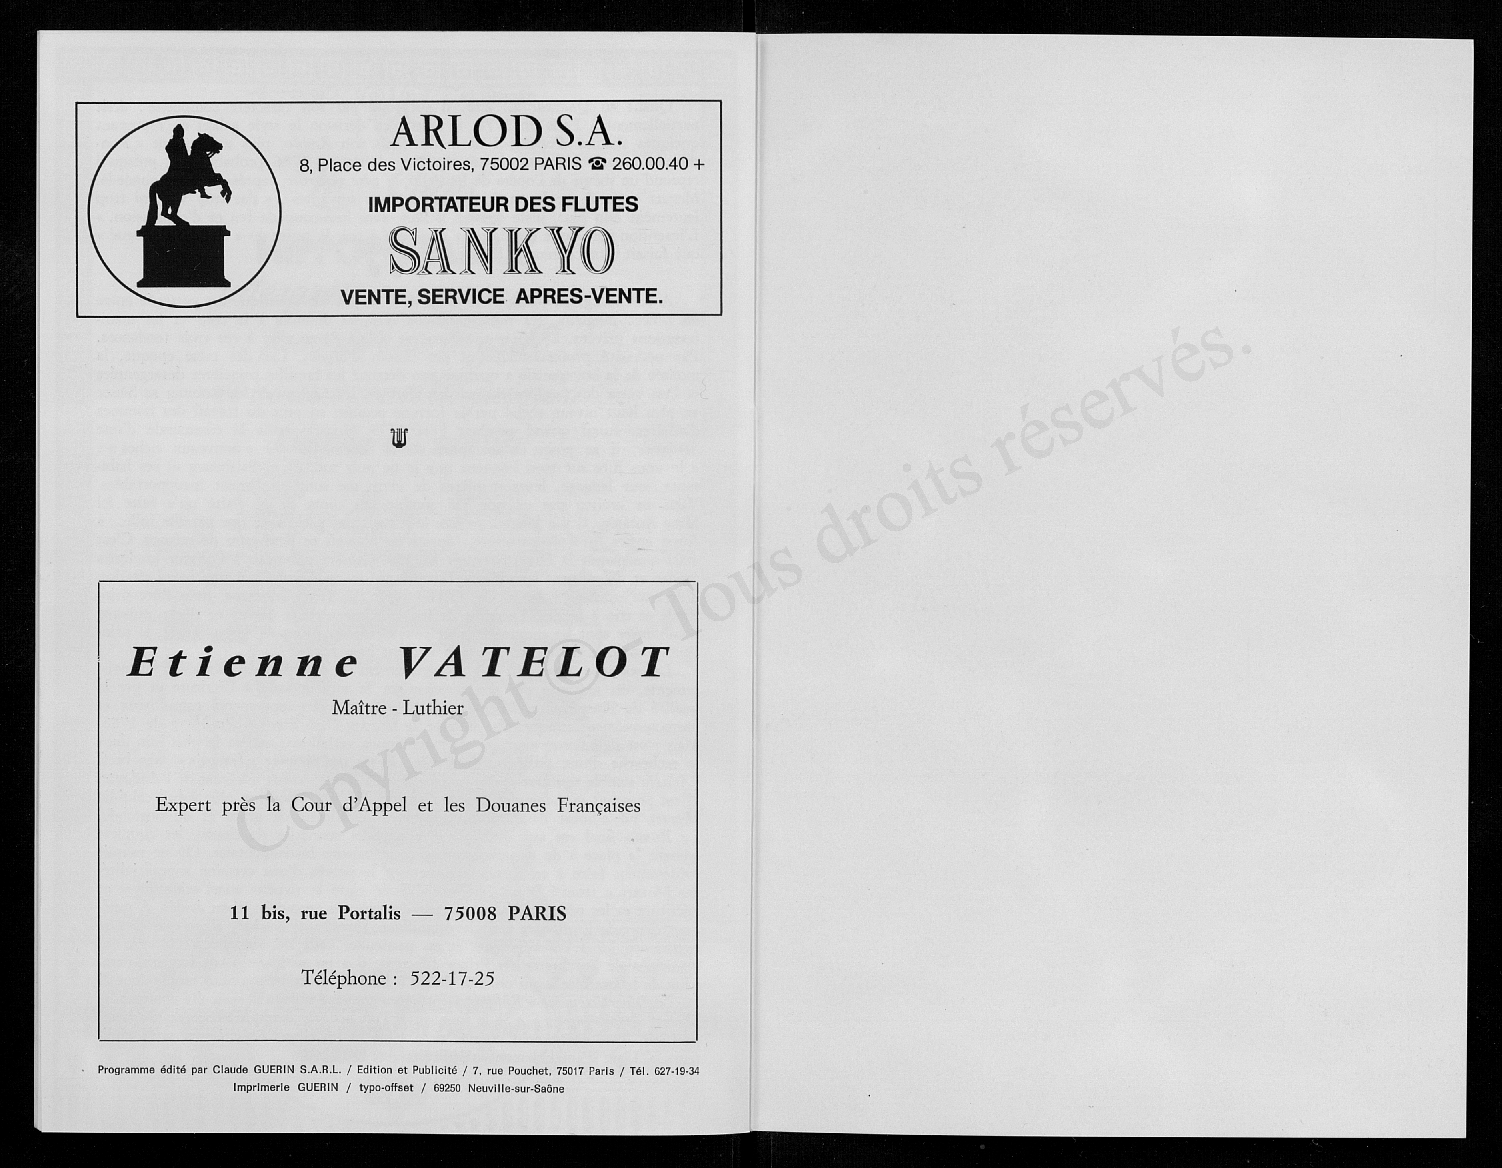 ARLOD S.A.
8, Place des Victoires, 75002 PARIS ☎ 260.00.40 +
IMPORTATEUR DES FLUTES
SANKYO
VENTE, SERVICE APRES-VENTE.
Etienne VATELOT
Maître - Luthier
Expert près la Cour d'Appel et les Douanes Françaises
11 bis, rue Portalis — 75008 PARIS
Téléphone : 522-17-25
Programme édité par Claude GUERIN S.A.R.L. / Edition et Publicité / 7, rue Pouchet, 75017 Paris / Tél. 627-19-34
Imprimerie GUERIN / typo-offset / 69250 Neuville-sur-Saône
Copyright © - Tous droits réservés.